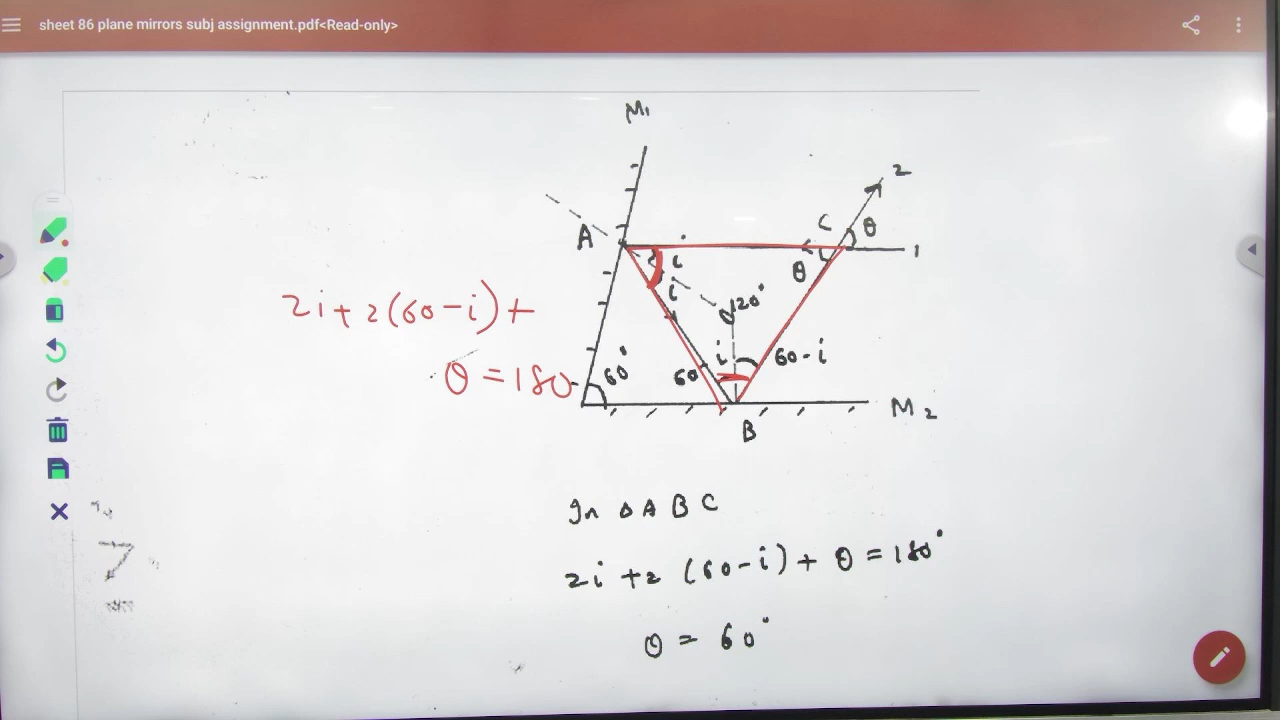 sheet 86 plane mirrors subj assignment.pdf<Read-only>
M₁
2
A
C
θ
i
i
θ
1
i
120°
2i + 2(60 - i) +
θ = 180
60°
60
i
60 - i
M₂
B
In Δ A B C
2i + 2 (60 - i) + θ = 180°
θ = 60°